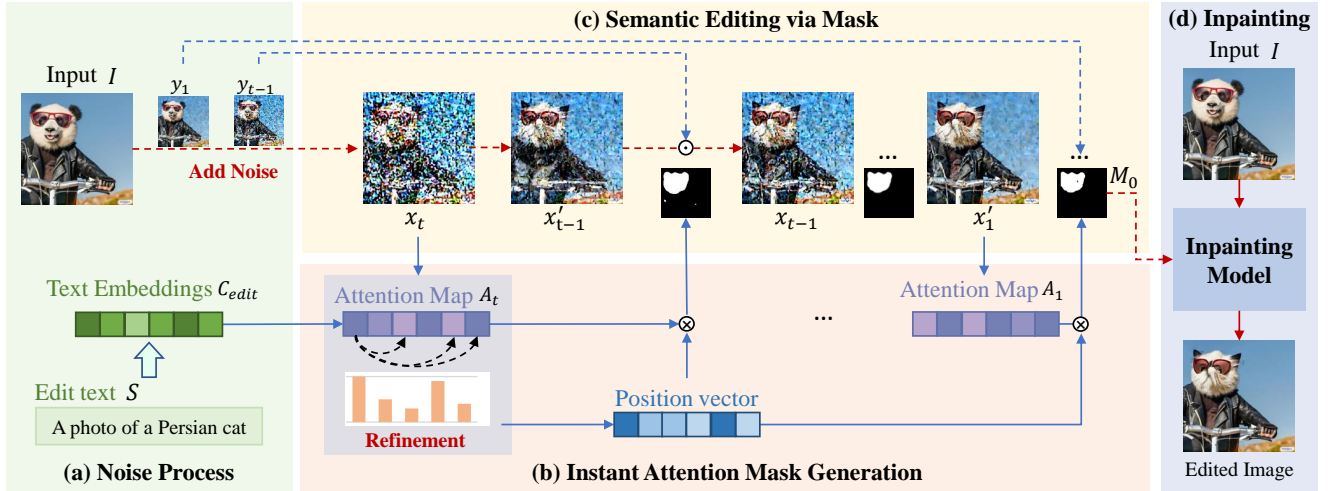 (c) Semantic Editing via Mask
(d) Inpainting
Input I
y₁
yₜ₋₁
Input I
Add Noise
...
...
M₀
xₜ
x′ₜ₋₁
xₜ₋₁
x′₁
Inpainting
Model
Text Embeddings C_edit
Attention Map Aₜ
Attention Map A₁
...
Edit text S
A photo of a Persian cat
Position vector
Refinement
Edited Image
(a) Noise Process
(b) Instant Attention Mask Generation